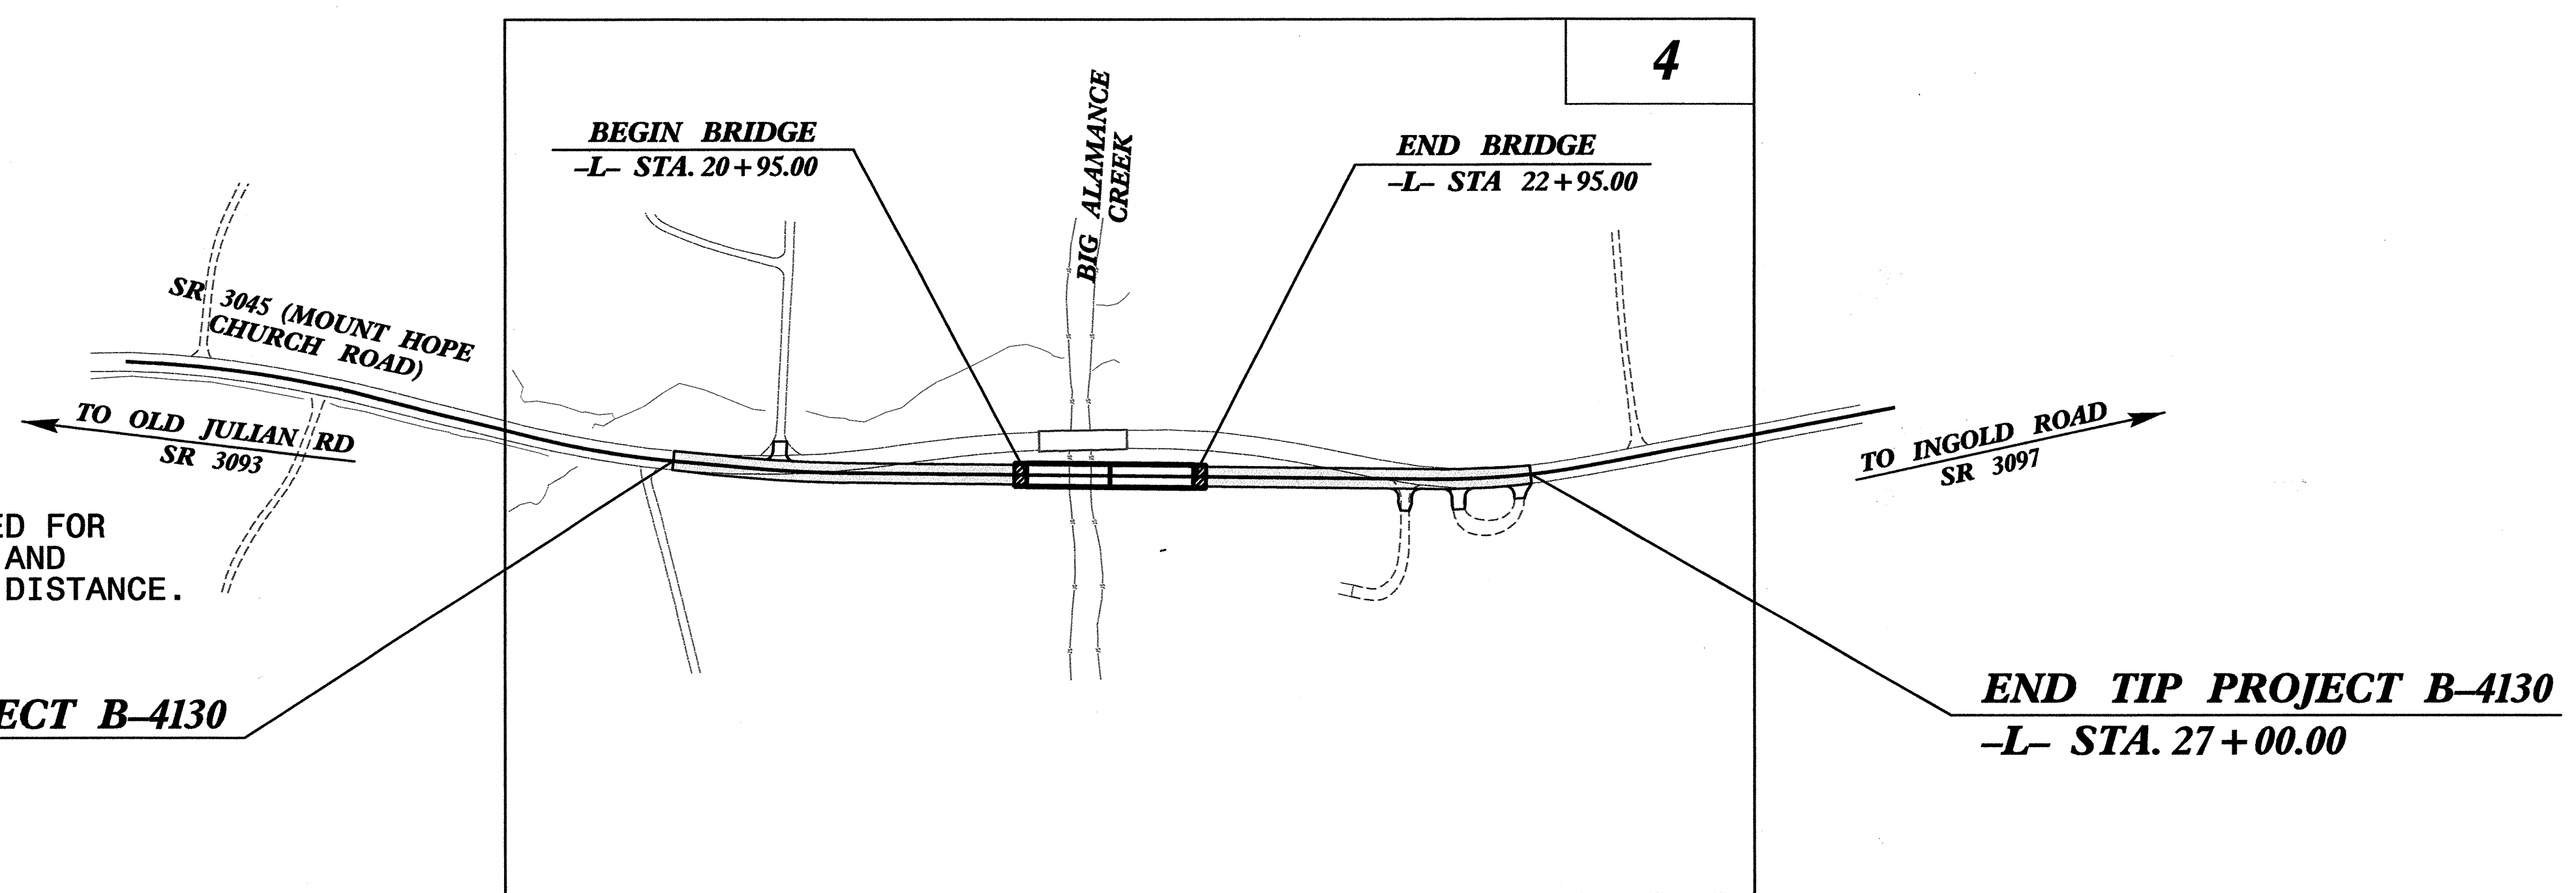 4
BEGIN BRIDGE
–L– STA. 20+95.00
BIG ALAMANCE
CREEK
END BRIDGE
–L– STA 22+95.00
SR 3045 (MOUNT HOPE
CHURCH ROAD)
TO OLD JULIAN RD
SR 3093
TO INGOLD ROAD
SR 3097
ED FOR
AND
DISTANCE.
ECT B–4130
END TIP PROJECT B–4130
–L– STA. 27+00.00